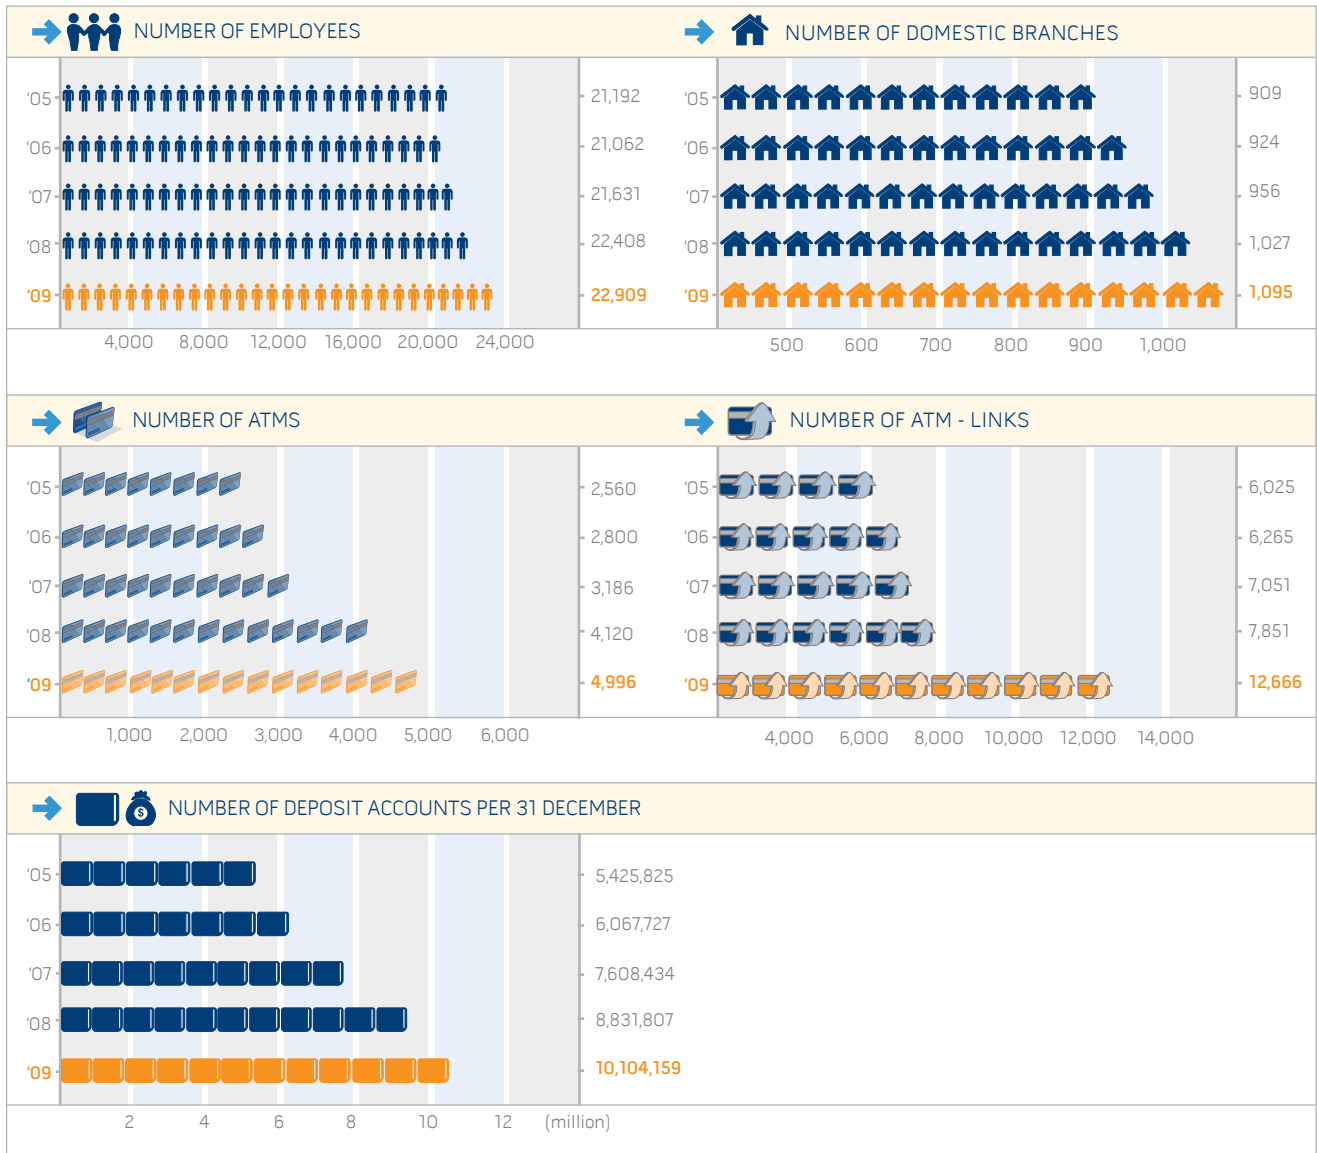 NUMBER OF EMPLOYEES
'05 21,192
'06 21,062
'07 21,631
'08 22,408
'09 22,909
4,000 8,000 12,000 16,000 20,000 24,000
NUMBER OF DOMESTIC BRANCHES
'05 909
'06 924
'07 956
'08 1,027
'09 1,095
500 600 700 800 900 1,000
NUMBER OF ATMS
'05 2,560
'06 2,800
'07 3,186
'08 4,120
'09 4,996
1,000 2,000 3,000 4,000 5,000 6,000
NUMBER OF ATM - LINKS
'05 6,025
'06 6,265
'07 7,051
'08 7,851
'09 12,666
4,000 6,000 8,000 10,000 12,000 14,000
$ NUMBER OF DEPOSIT ACCOUNTS PER 31 DECEMBER
'05 5,425,825
'06 6,067,727
'07 7,608,434
'08 8,831,807
'09 10,104,159
2 4 6 8 10 12 (million)